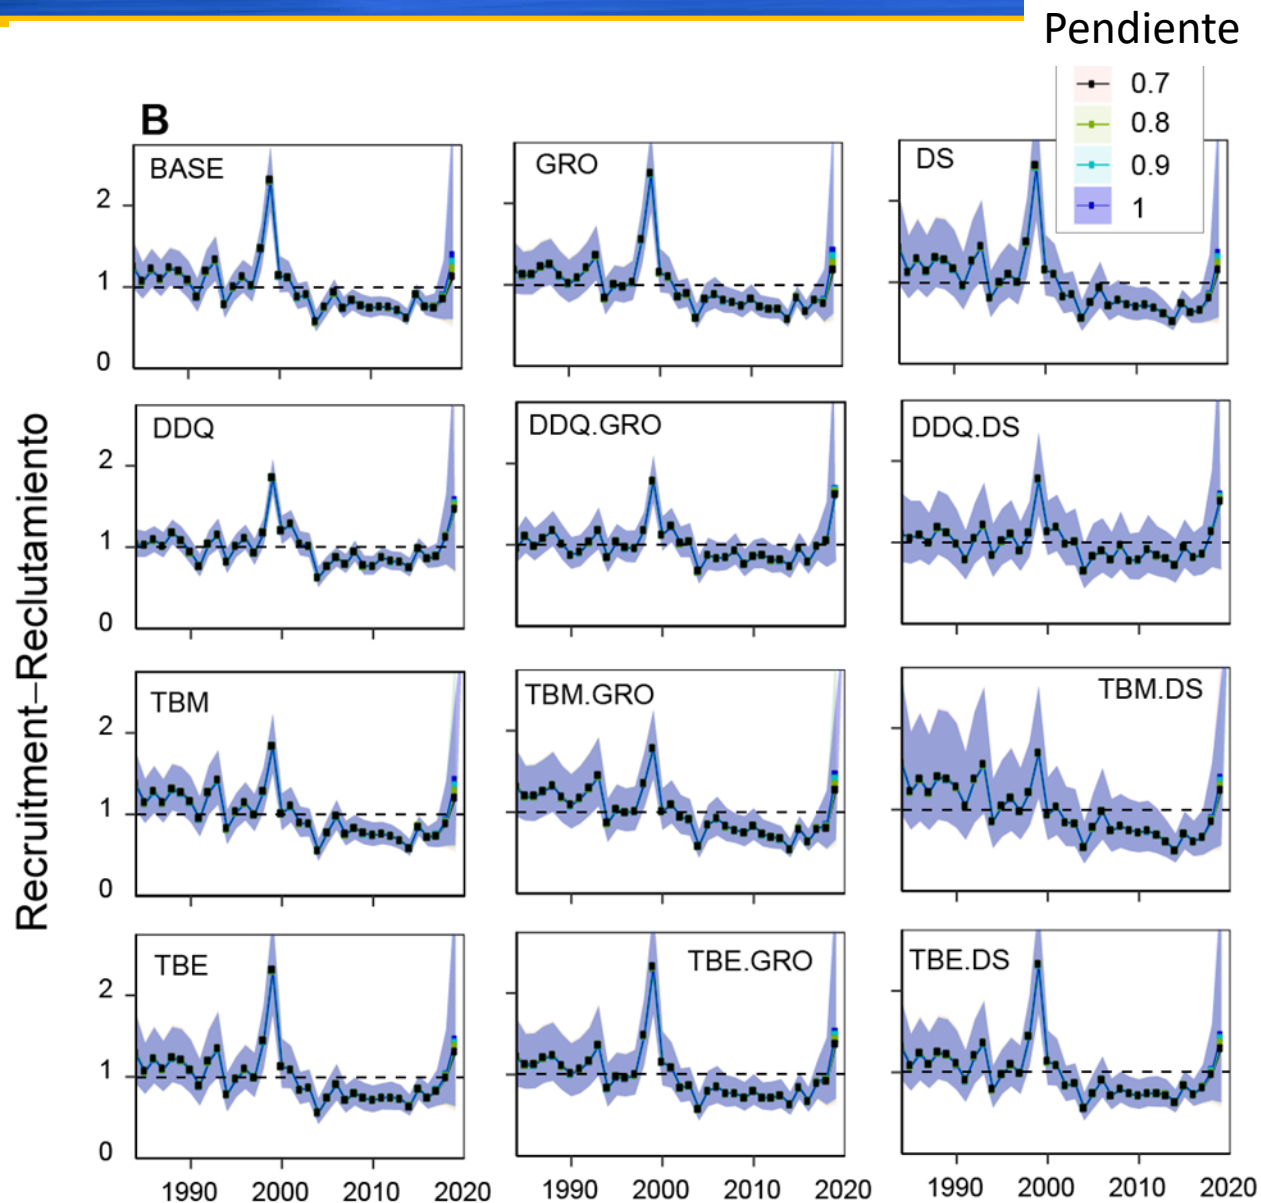 Pendiente
0.7
0.8
0.9
1
B
Recruitment–Reclutamiento
BASE
GRO
DS
2
1
0
DDQ
DDQ.GRO
DDQ.DS
2
1
0
TBM
TBM.GRO
TBM.DS
2
1
0
TBE
TBE.GRO
TBE.DS
2
1
0
1990 2000 2010 2020 1990 2000 2010 2020 1990 2000 2010 2020